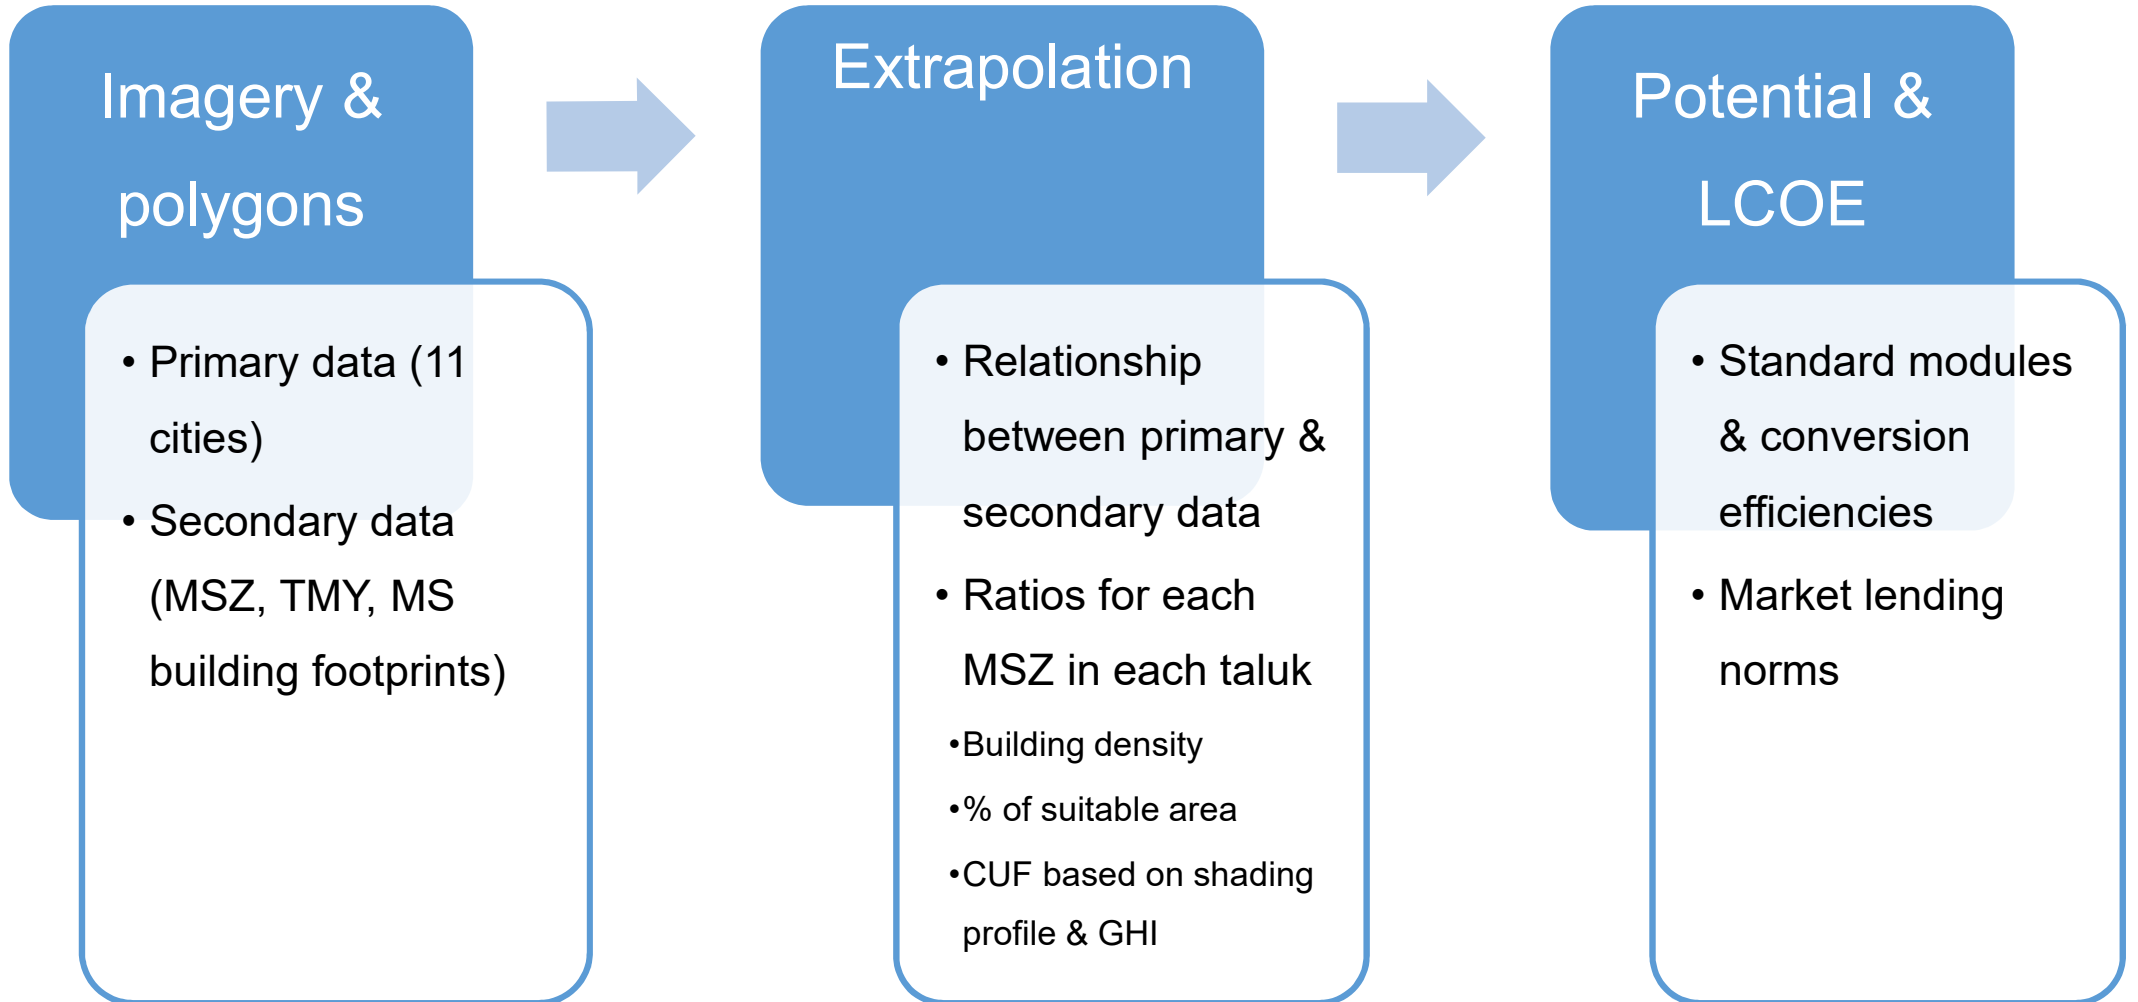 Imagery &
polygons
• Primary data (11
cities)
• Secondary data
(MSZ, TMY, MS
building footprints)
Extrapolation
• Relationship
between primary &
secondary data
• Ratios for each
MSZ in each taluk
•Building density
•% of suitable area
•CUF based on shading
profile & GHI
Potential &
LCOE
• Standard modules
& conversion
efficiencies
• Market lending
norms